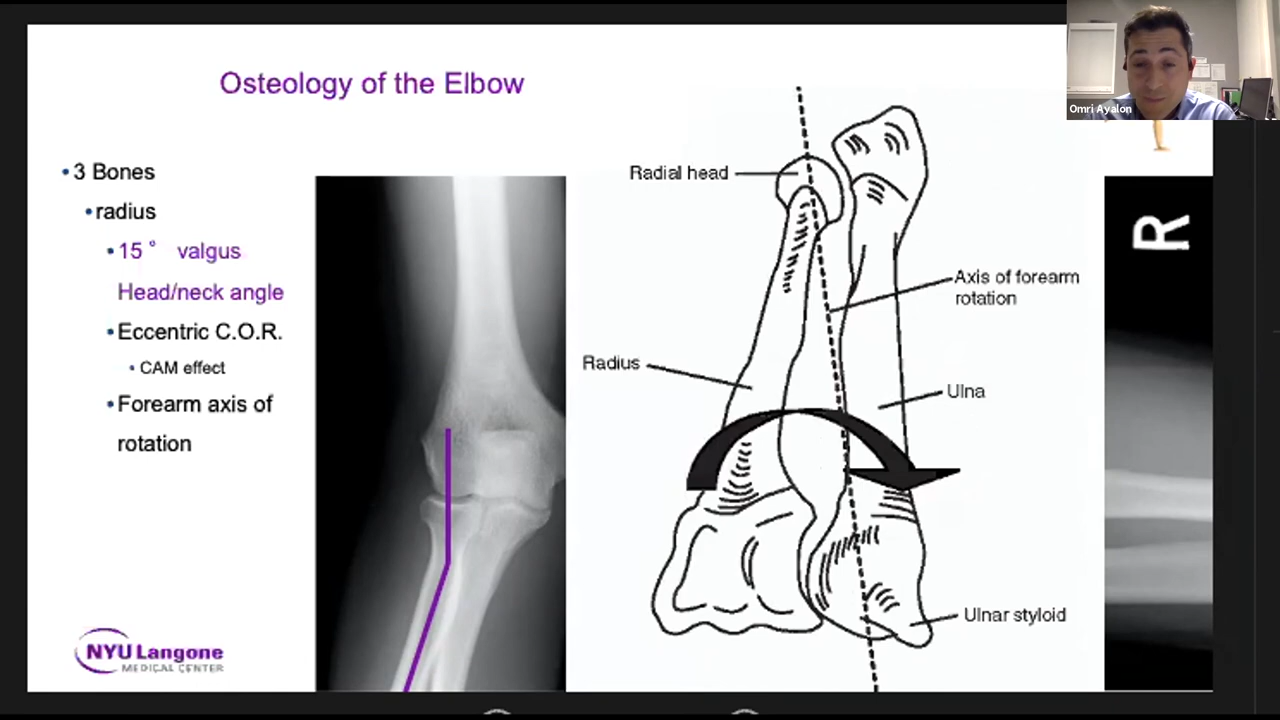 Osteology of the Elbow
• 3 Bones
• radius
• 15° valgus
Head/neck angle
• Eccentric C.O.R.
• CAM effect
• Forearm axis of
rotation
NYU Langone
MEDICAL CENTER
Radial head
Axis of forearm
rotation
Radius
Ulna
Ulnar styloid
R
Omri Ayalon